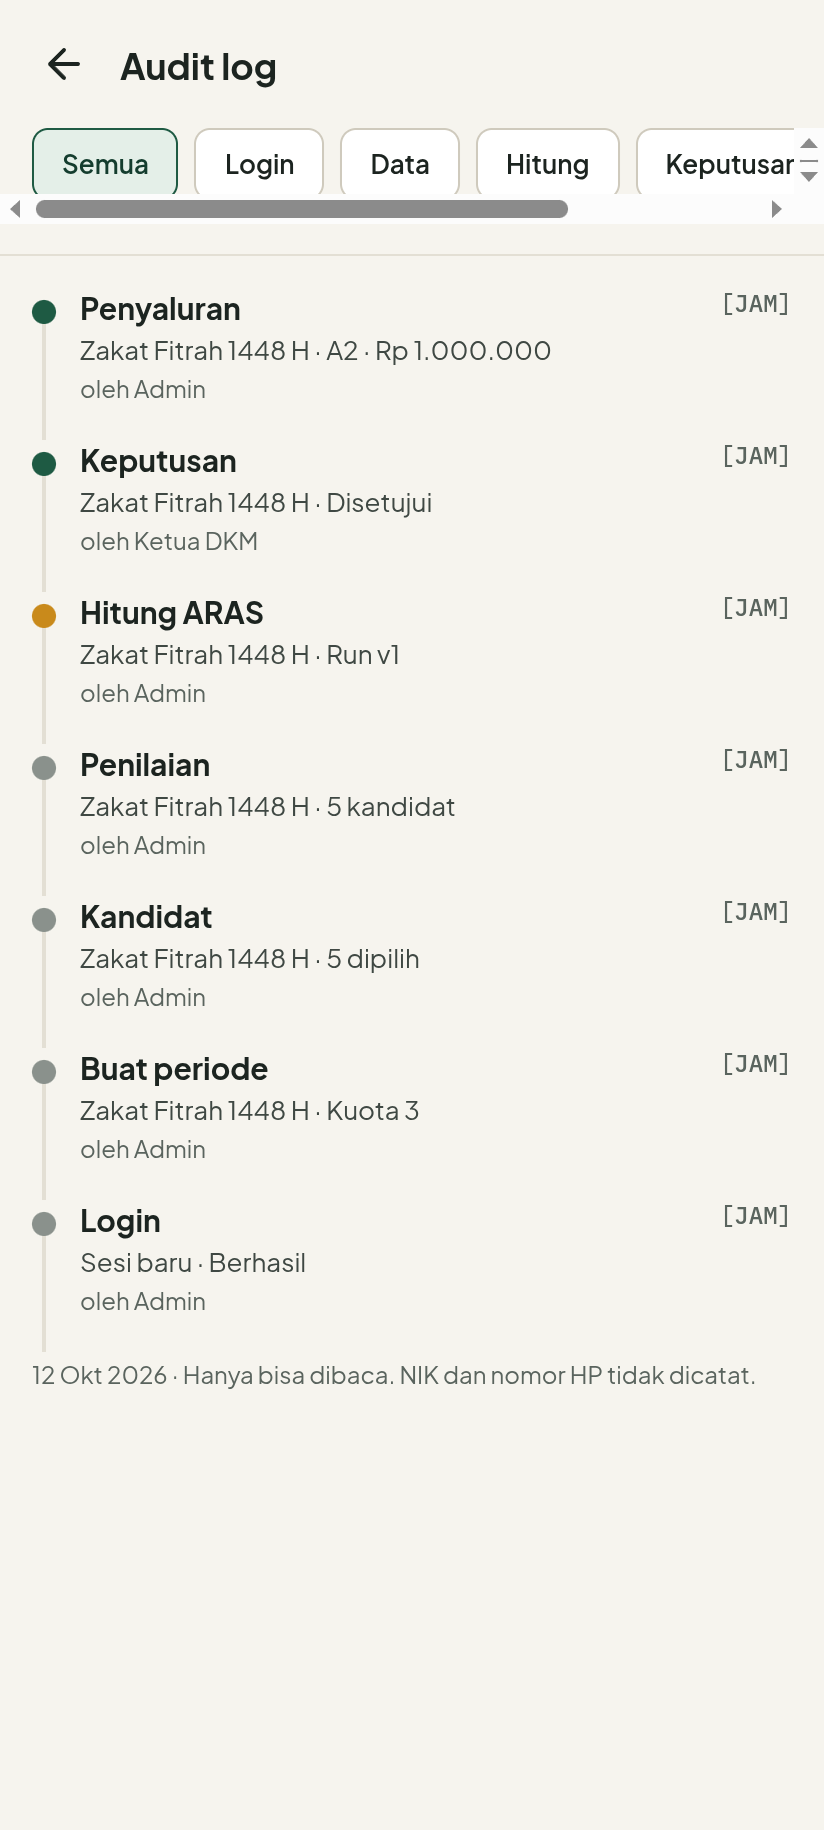 Audit log
Semua Login Data Hitung Keputusan
Penyaluran [JAM]
Zakat Fitrah 1448 H · A2 · Rp 1.000.000
oleh Admin
Keputusan [JAM]
Zakat Fitrah 1448 H · Disetujui
oleh Ketua DKM
Hitung ARAS [JAM]
Zakat Fitrah 1448 H · Run v1
oleh Admin
Penilaian [JAM]
Zakat Fitrah 1448 H · 5 kandidat
oleh Admin
Kandidat [JAM]
Zakat Fitrah 1448 H · 5 dipilih
oleh Admin
Buat periode [JAM]
Zakat Fitrah 1448 H · Kuota 3
oleh Admin
Login [JAM]
Sesi baru · Berhasil
oleh Admin
12 Okt 2026 · Hanya bisa dibaca. NIK dan nomor HP tidak dicatat.